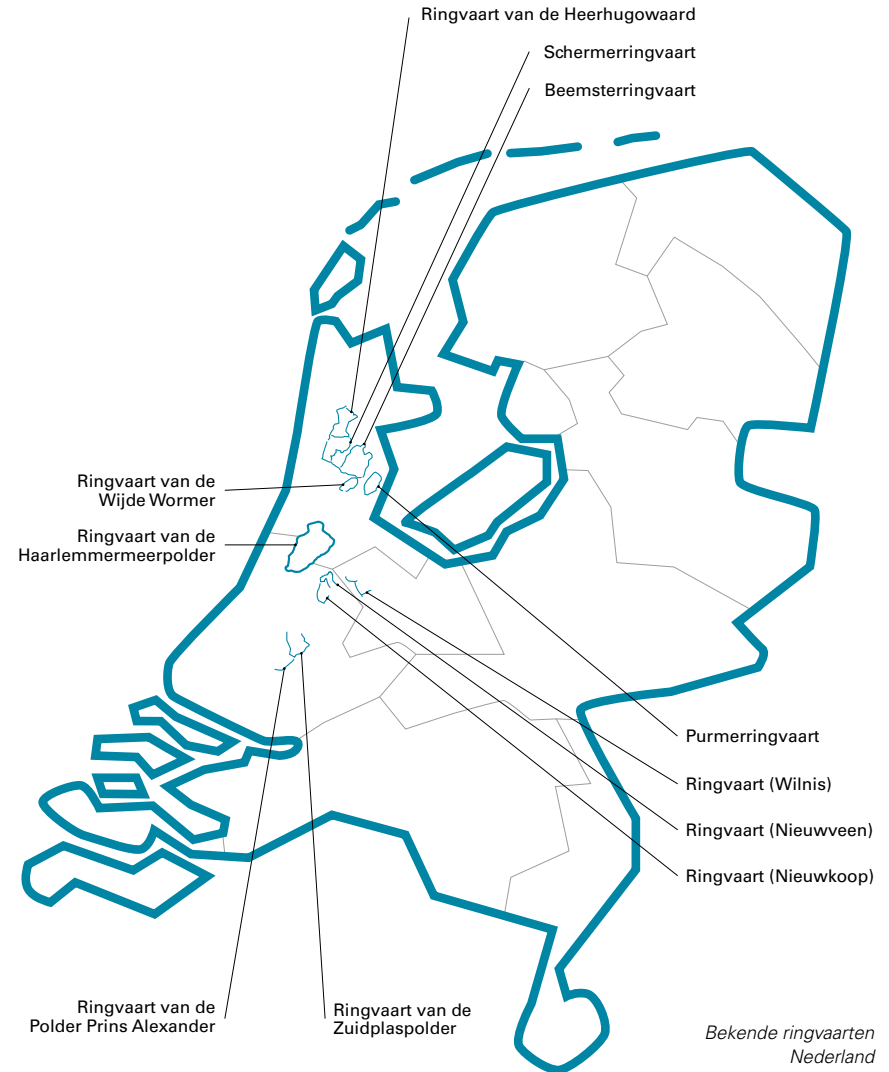 Ringvaart van de Heerhugowaard
Schermerringvaart
Beemsterringvaart
Ringvaart van de
Wijde Wormer
Ringvaart van de
Haarlemmermeerpolder
Purmerringvaart
Ringvaart (Wilnis)
Ringvaart (Nieuwveen)
Ringvaart (Nieuwkoop)
Ringvaart van de
Polder Prins Alexander
Ringvaart van de
Zuidplaspolder
Bekende ringvaarten
Nederland